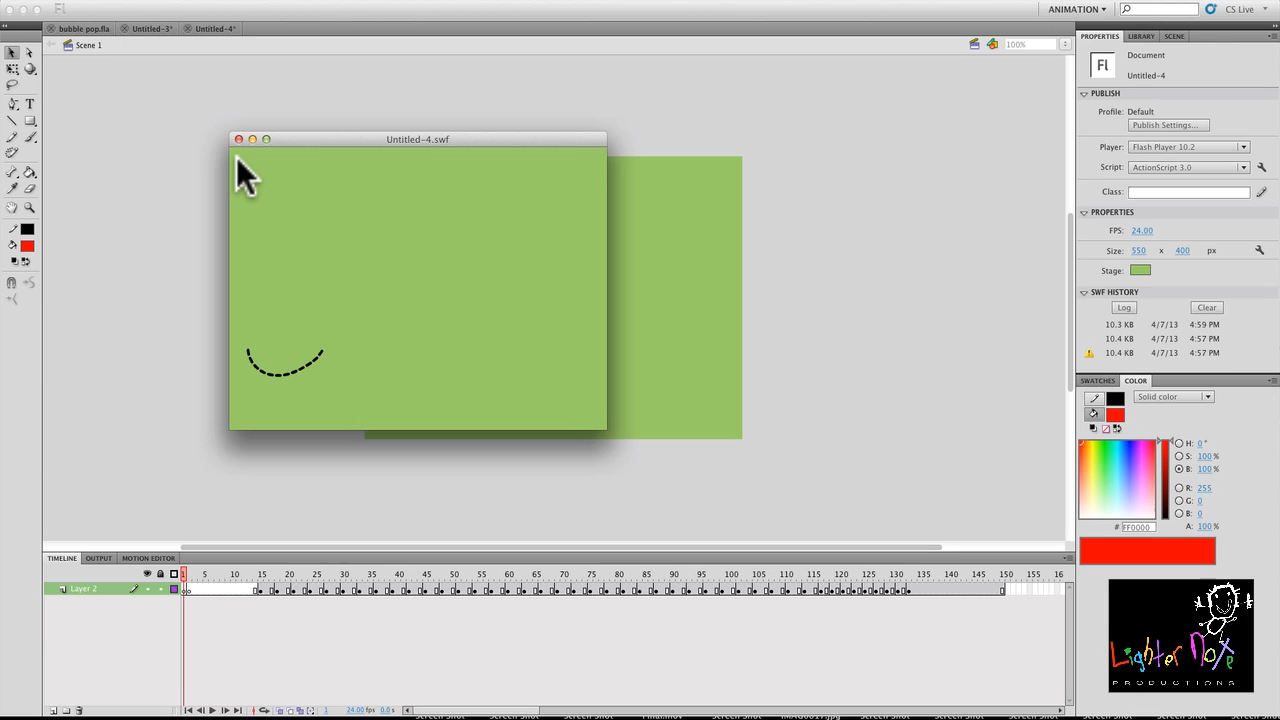 Fl
ANIMATION
CS Live
bubble pop.fla
Untitled-3*
Untitled-4*
Scene 1
100%
Untitled-4.swf
PROPERTIES
LIBRARY
SCENE
Fl
Document
Untitled-4
PUBLISH
Profile: Default
Publish Settings...
Player: Flash Player 10.2
Script: ActionScript 3.0
Class:
PROPERTIES
FPS: 24.00
Size: 550 x 400 px
Stage:
SWF HISTORY
Log
Clear
10.3 KB 4/7/13 4:59 PM
10.4 KB 4/7/13 4:57 PM
10.4 KB 4/7/13 4:57 PM
SWATCHES
COLOR
Solid color
H: 0 °
S: 100 %
B: 100 %
R: 255
G: 0
B: 0
# FF0000
A: 100 %
TIMELINE
OUTPUT
MOTION EDITOR
1 5 10 15 20 25 30 35 40 45 50 55 60 65 70 75 80 85 90 95 100 105 110 115 120 125 130 135 140 145 150 155 16
Layer 2
1 24.00 fps 0.0 s
Lighter Note
PRODUCTIONS